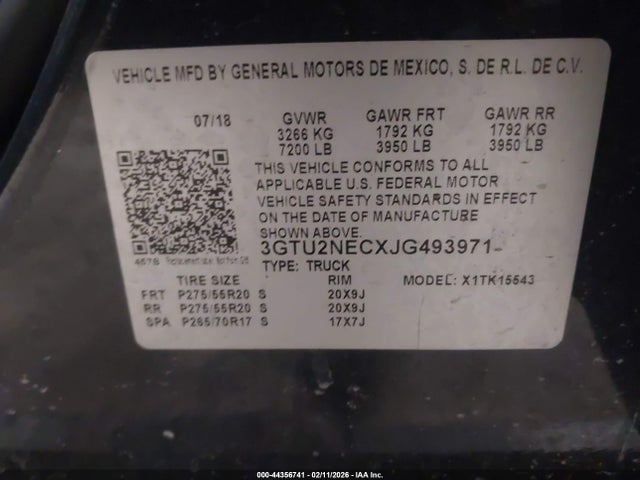 VEHICLE MFD BY GENERAL MOTORS DE MEXICO, S. DE R.L. DE C.V.
07/18 GVWR GAWR FRT GAWR RR
3266 KG 1792 KG 1792 KG
7200 LB 3950 LB 3950 LB
THIS VEHICLE CONFORMS TO ALL
APPLICABLE U.S. FEDERAL MOTOR
VEHICLE SAFETY STANDARDS IN EFFECT
ON THE DATE OF MANUFACTURE
SHOWN ABOVE.
3GTU2NECXJG493971
4578
TYPE: TRUCK
TIRE SIZE RIM MODEL: X1TK15543
FRT P275/55R20 S 20X9J
RR P275/55R20 S 20X9J
SPA P265/70R17 S 17X7J
000-44356741 - 02/11/2026 - IAA Inc.